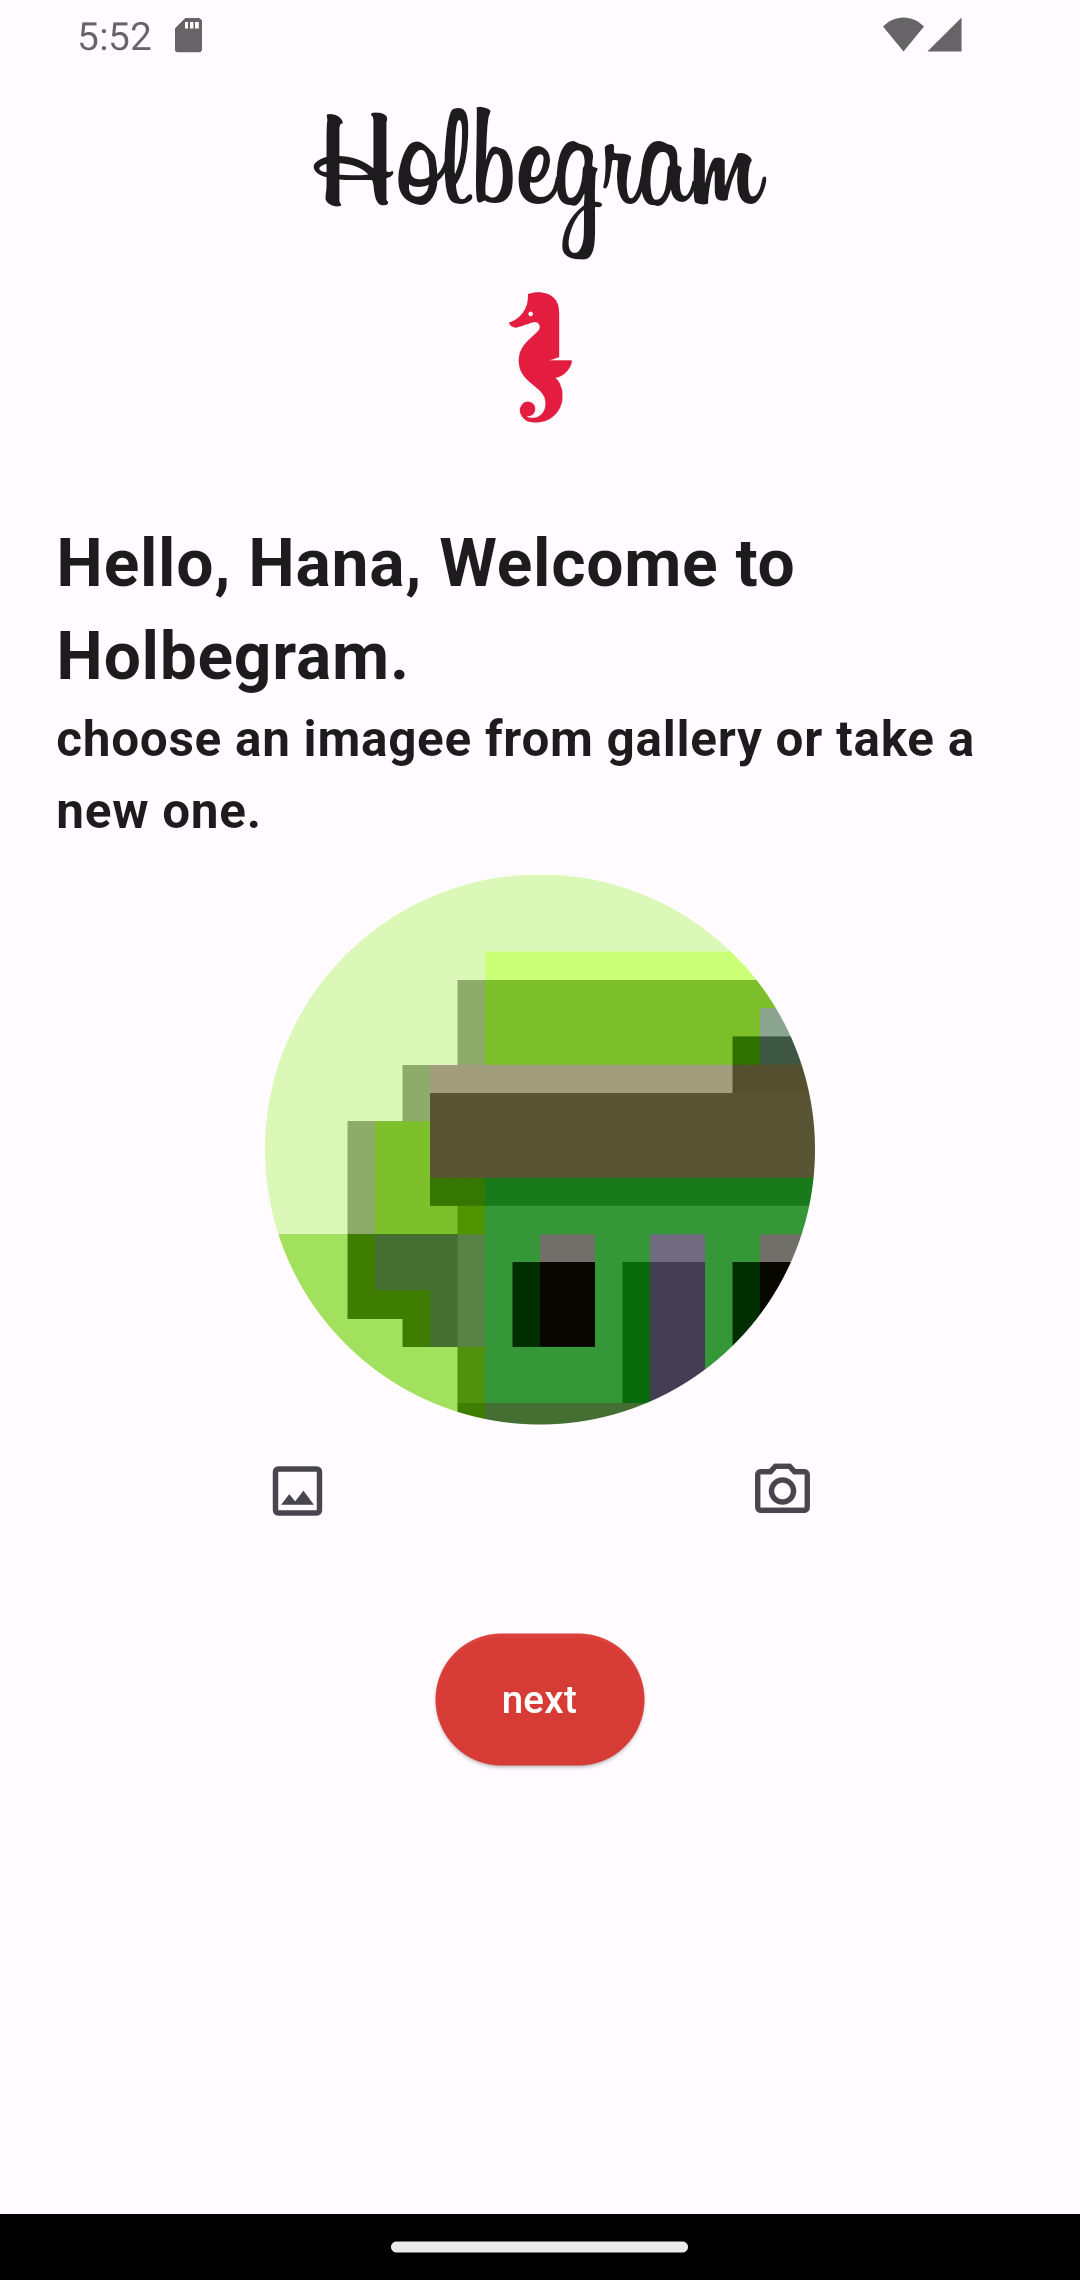 5:52
Holbegram
Hello, Hana, Welcome to
Holbegram.
choose an imagee from gallery or take a
new one.
next